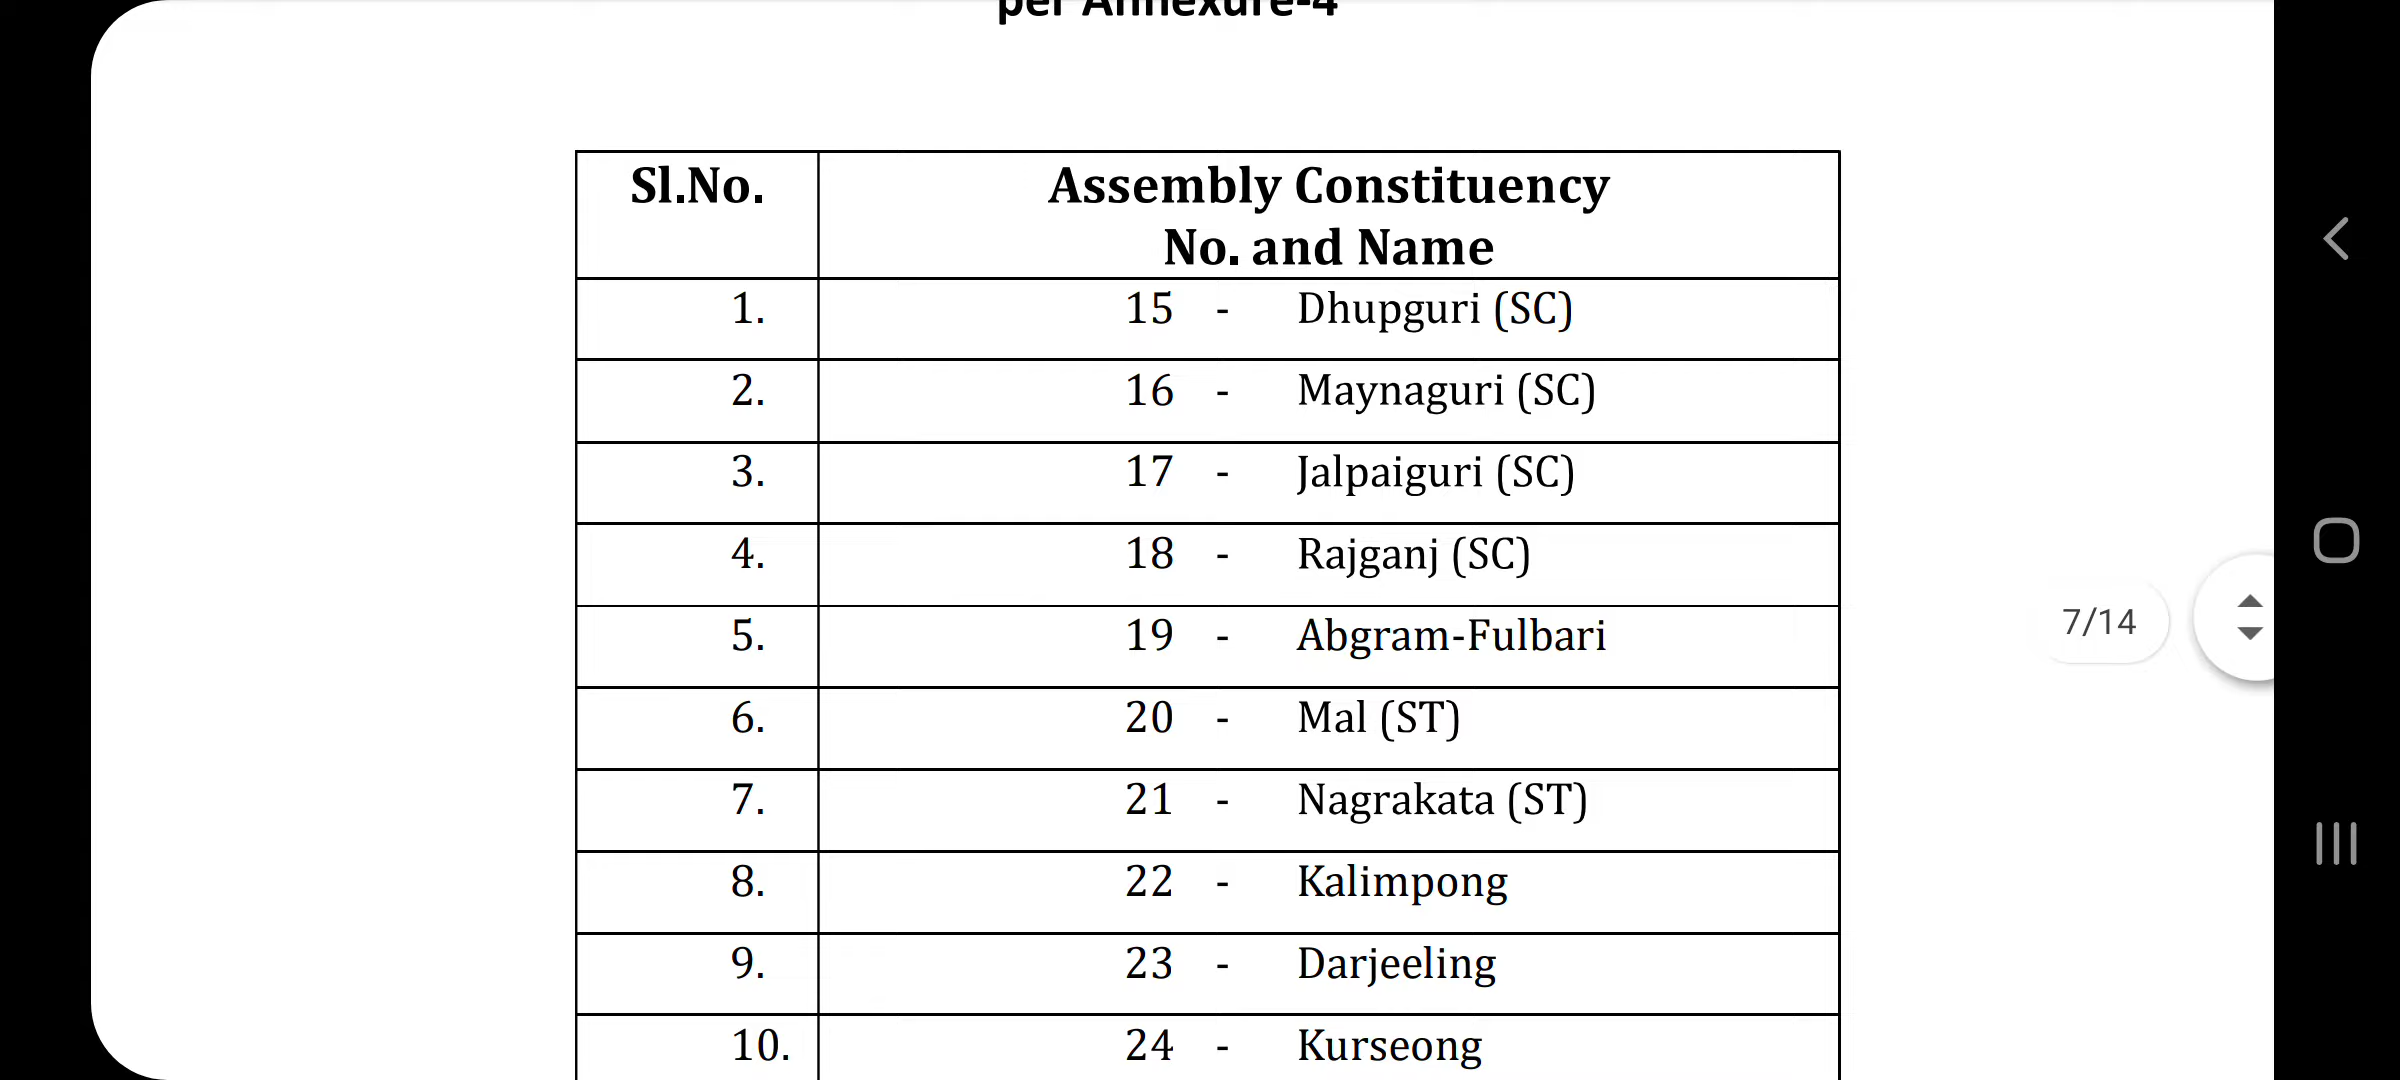 per Annexure-4
Sl.No. Assembly Constituency
No. and Name
1. 15 - Dhupguri (SC)
2. 16 - Maynaguri (SC)
3. 17 - Jalpaiguri (SC)
4. 18 - Rajganj (SC)
5. 19 - Abgram-Fulbari
6. 20 - Mal (ST)
7. 21 - Nagrakata (ST)
8. 22 - Kalimpong
9. 23 - Darjeeling
10. 24 - Kurseong
7/14